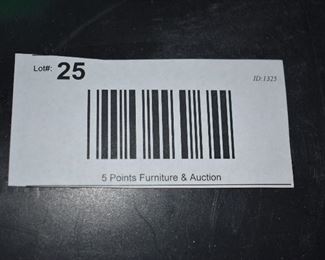 Lot#: 25
ID:1325
5 Points Furniture & Auction